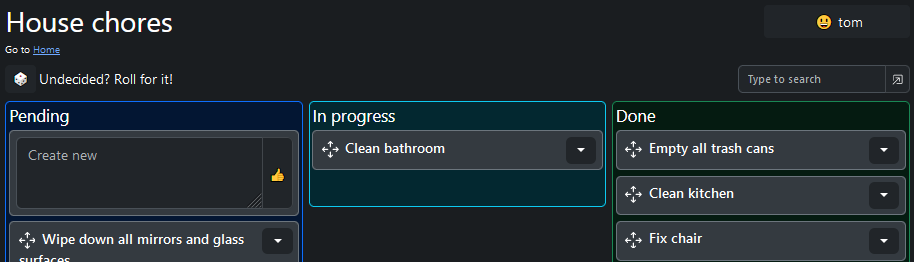 House chores
tom
Go to Home
Undecided? Roll for it!
Type to search
Pending
Create new
Wipe down all mirrors and glass
surfaces
In progress
Clean bathroom
Done
Empty all trash cans
Clean kitchen
Fix chair